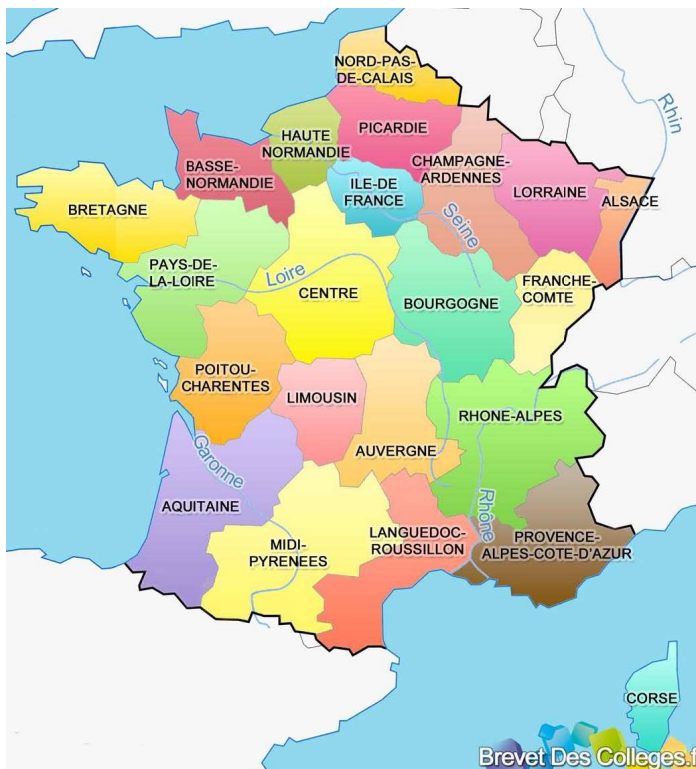 NORD-PAS-
DE-CALAIS
Rhin
HAUTE
NORMANDIE
PICARDIE
BASSE-
NORMANDIE
CHAMPAGNE-
ARDENNES
ILE-DE
FRANCE
LORRAINE
ALSACE
BRETAGNE
Seine
PAYS-DE-
LA-LOIRE
Loire
CENTRE
BOURGOGNE
FRANCHE-
COMTE
POITOU-
CHARENTES
LIMOUSIN
RHONE-ALPES
AUVERGNE
Garonne
AQUITAINE
Rhône
MIDI-
PYRENEES
LANGUEDOC-
ROUSSILLON
PROVENCE-
ALPES-COTE-D'AZUR
CORSE
Brevet Des Colleges.f